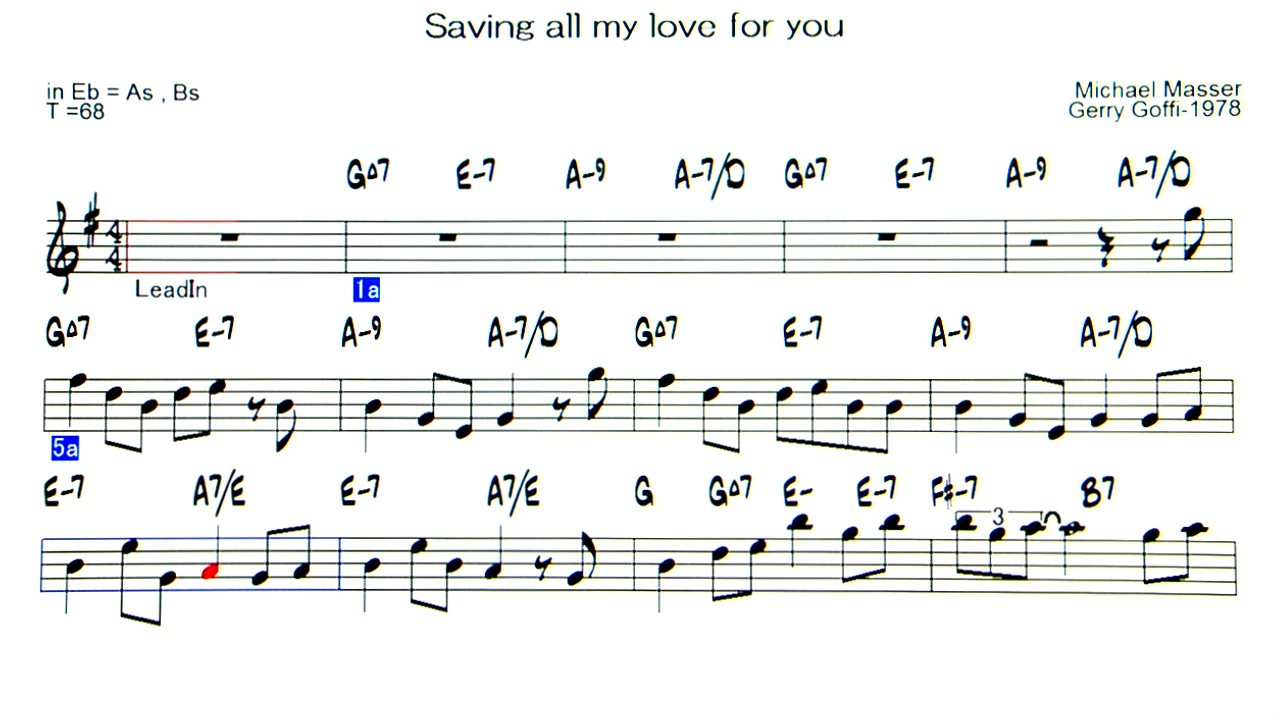 Saving all my love for you
in Eb = As , Bs
T =68
Michael Masser
Gerry Goffi-1978
G∆7 E-7 A-9 A-7/D G∆7 E-7 A-9 A-7/D
4
4
LeadIn 1a
G∆7 E-7 A-9 A-7/D G∆7 E-7 A-9 A-7/D
5a
E-7 A7/E E-7 A7/E G G∆7 E- E-7 F#-7 B7
3